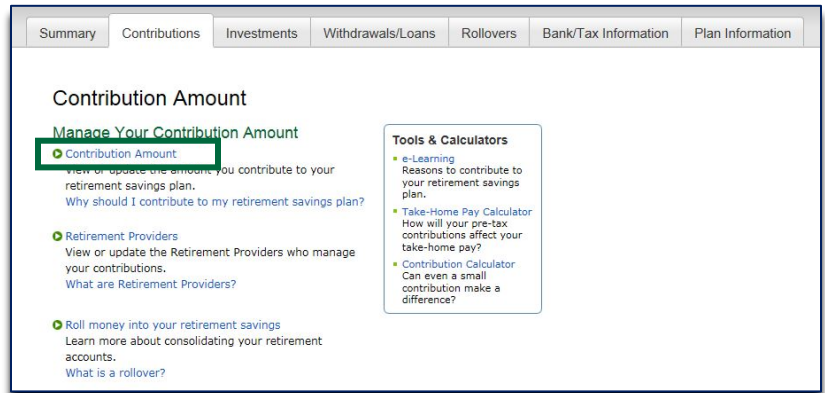 Summary Contributions Investments Withdrawals/Loans Rollovers Bank/Tax Information Plan Information
Contribution Amount
Manage Your Contribution Amount
Contribution Amount
View or update the amount you contribute to your
retirement savings plan.
Why should I contribute to my retirement savings plan?
Retirement Providers
View or update the Retirement Providers who manage
your contributions.
What are Retirement Providers?
Roll money into your retirement savings
Learn more about consolidating your retirement
accounts.
What is a rollover?
Tools & Calculators
e-Learning
Reasons to contribute to
your retirement savings
plan.
Take-Home Pay Calculator
How will your pre-tax
contributions affect your
take-home pay?
Contribution Calculator
Can even a small
contribution make a
difference?